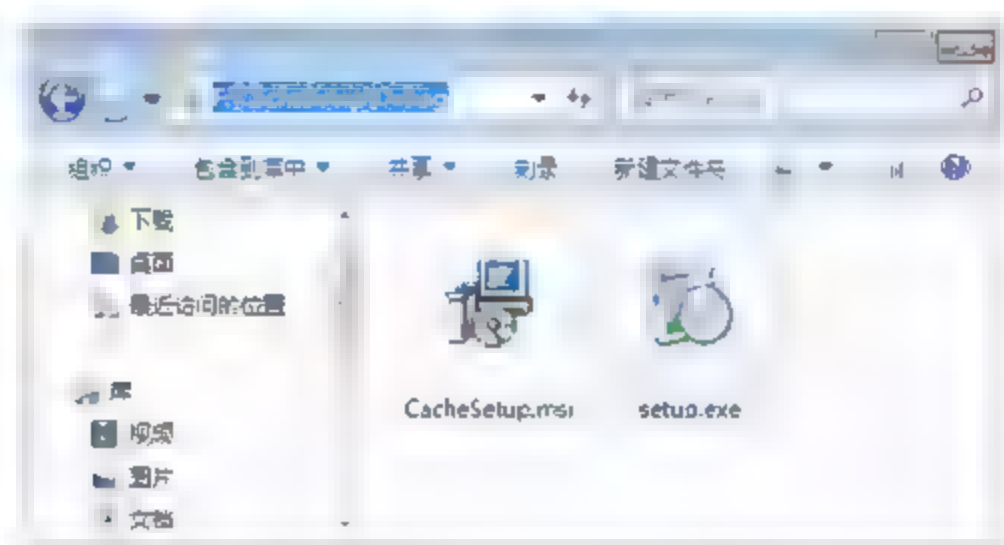 组织 包含到库中 共享 刻录 新建文件夹
下载
桌面
最近访问的位置
库
视频
图片
文档
CacheSetup.msi setup.exe